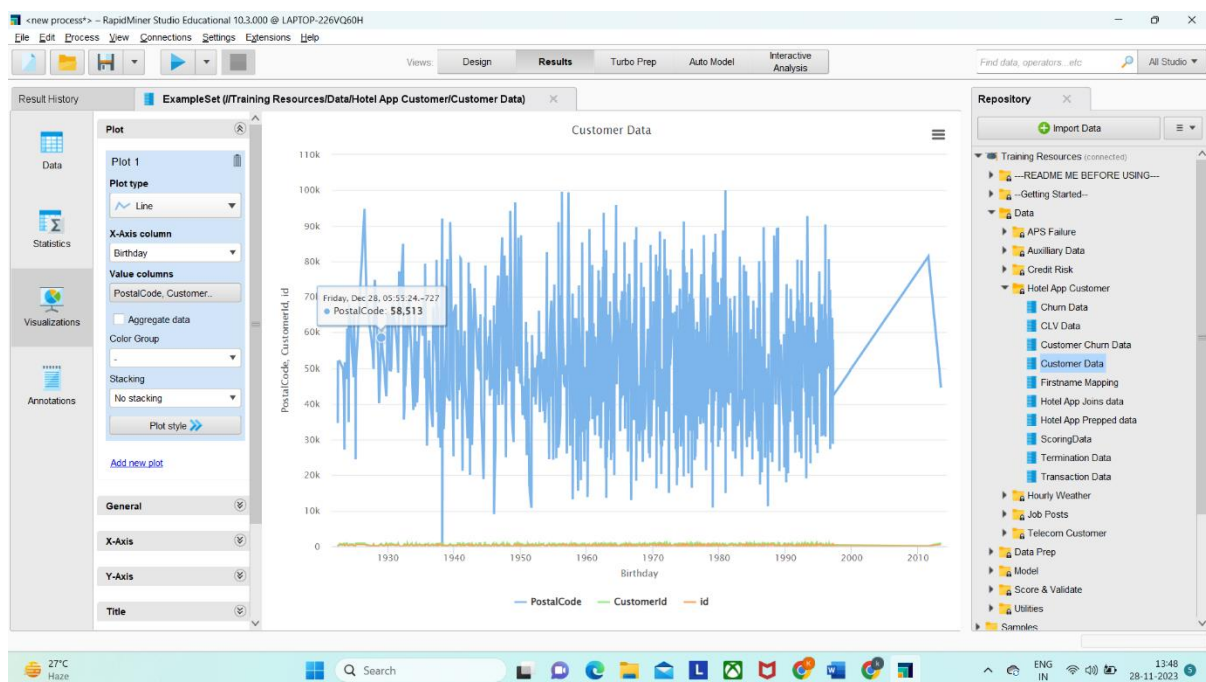 <new process*> – RapidMiner Studio Educational 10.3.000 @ LAPTOP-226VQ60H
File Edit Process View Connections Settings Extensions Help
Views: Design Results Turbo Prep Auto Model Interactive Analysis
Find data, operators...etc All Studio
Result History
ExampleSet (//Training Resources/Data/Hotel App Customer/Customer Data)
Data
Statistics
Visualizations
Annotations
Plot
Plot 1
Plot type
Line
X-Axis column
Birthday
Value columns
PostalCode, Customer..
Aggregate data
Color Group
-
Stacking
No stacking
Plot style
Add new plot
General
X-Axis
Y-Axis
Title
Customer Data
PostalCode, CustomerId, id
110k
100k
90k
80k
70k
60k
50k
40k
30k
20k
10k
0
Friday, Dec 28, 05:55:24.-727
PostalCode: 58,513
1930 1940 1950 1960 1970 1980 1990 2000 2010
Birthday
PostalCode CustomerId id
Repository
Import Data
Training Resources (connected)
---README ME BEFORE USING---
--Getting Started--
Data
APS Failure
Auxilliary Data
Credit Risk
Hotel App Customer
Churn Data
CLV Data
Customer Churn Data
Customer Data
Firstname Mapping
Hotel App Joins data
Hotel App Prepped data
ScoringData
Termination Data
Transaction Data
Hourly Weather
Job Posts
Telecom Customer
Data Prep
Model
Score & Validate
Utilities
Samples
27°C
Haze
Search
ENG
IN
13:48
28-11-2023
5